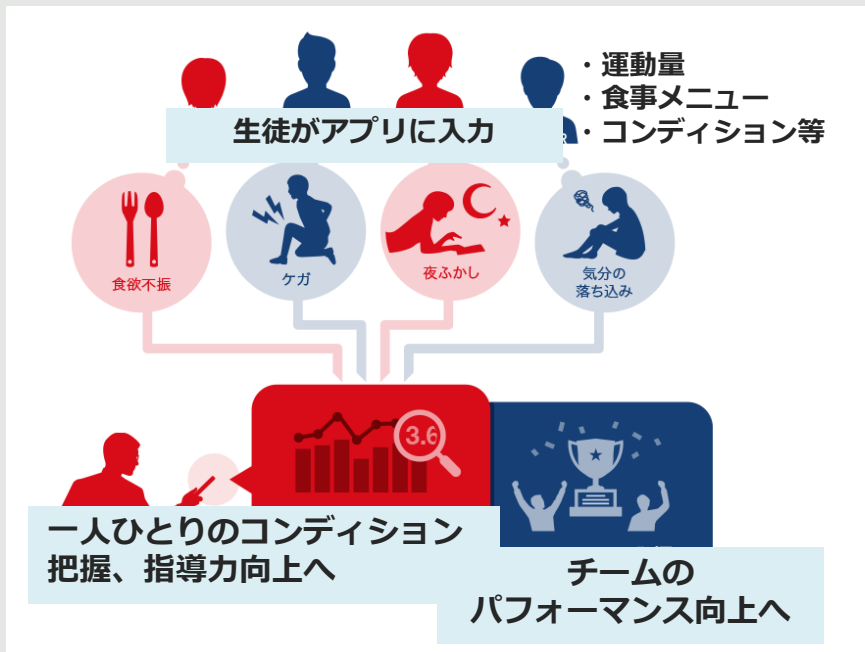 ・運動量
・食事メニュー
・コンディション等
生徒がアプリに入力
食欲不振
ケガ
夜ふかし
気分の
落ち込み
3.6
一人ひとりのコンディション
把握、指導力向上へ
チームの
パフォーマンス向上へ